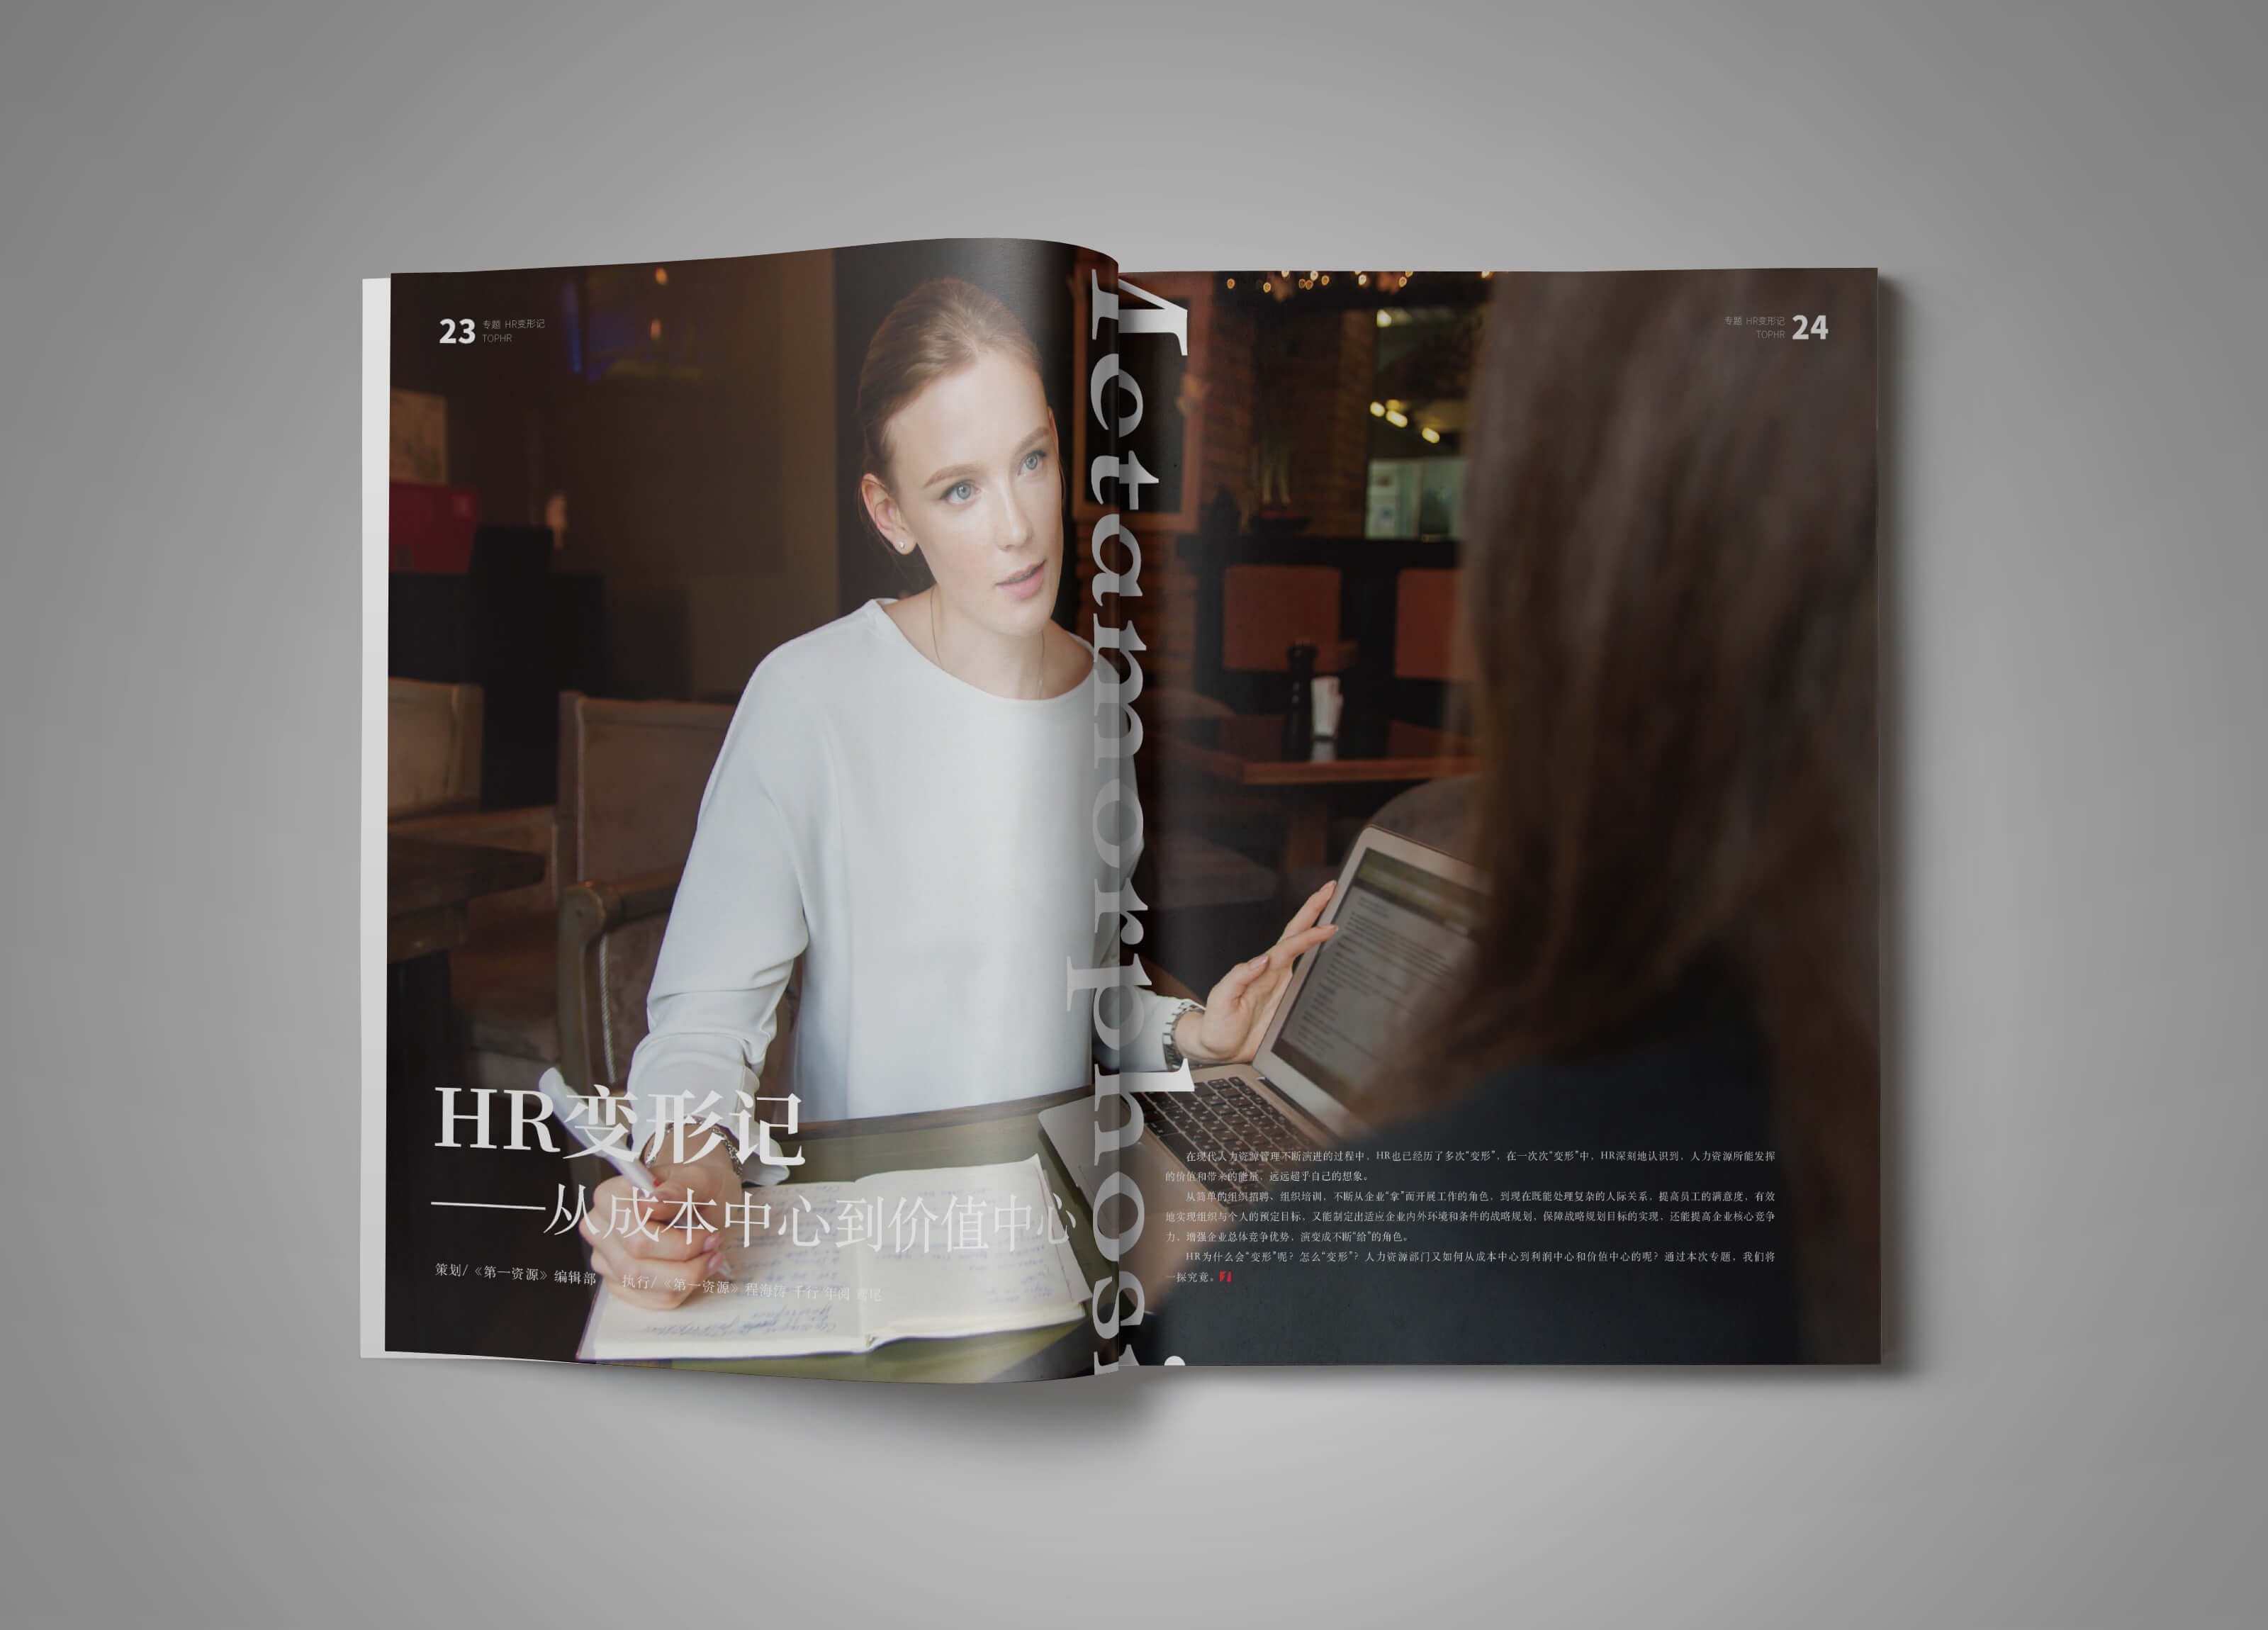 23 专题 HR变形记
TOPHR
专题 HR变形记 24
TOPHR
etamorphosi
HR变形记
——从成本中心到价值中心
策划/《第一资源》编辑部 执行/《第一资源》程海涛 千行
在现代人力资源管理不断演进的过程中，HR也已经历了多次“变形”，在一次次“变形”中，HR深刻地认识到，人力资源所能发挥
的价值和带来的能量，远远超乎自己的想象。
从简单的组织招聘、组织培训，不断从企业“拿”而开展工作的角色，到现在既能处理复杂的人际关系，提高员工的满意度，有效
地实现组织与个人的预定目标，又能制定出适应企业内外环境和条件的战略规划，保障战略规划目标的实现，还能提高企业核心竞争
力、增强企业总体竞争优势，演变成不断“给”的角色。
HR为什么会“变形”呢？怎么“变形”？人力资源部门又如何从成本中心到利润中心和价值中心的呢？通过本次专题，我们将
一探究竟。